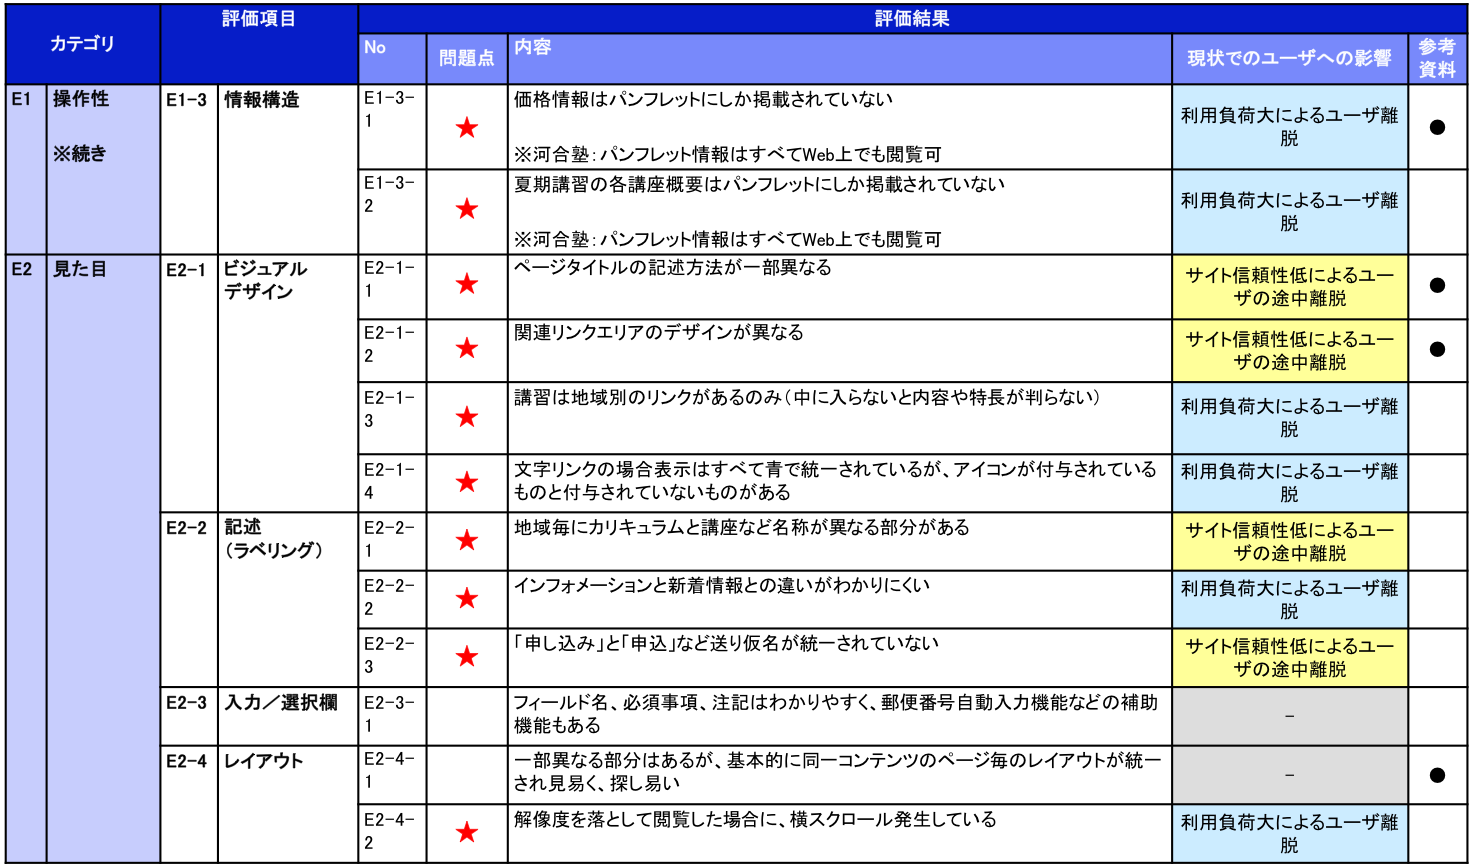 カテゴリ
評価項目
評価結果
No
問題点
内容
現状でのユーザへの影響
参考
資料
E1
操作性
※続き
E1-3
情報構造
E1-3-
1
★
価格情報はパンフレットにしか掲載されていない
※河合塾：パンフレット情報はすべてWeb上でも閲覧可
利用負荷大によるユーザ離
脱
●
E1-3-
2
★
夏期講習の各講座概要はパンフレットにしか掲載されていない
※河合塾：パンフレット情報はすべてWeb上でも閲覧可
利用負荷大によるユーザ離
脱
E2
見た目
E2-1
ビジュアル
デザイン
E2-1-
1
★
ページタイトルの記述方法が一部異なる
サイト信頼性低によるユー
ザの途中離脱
●
E2-1-
2
★
関連リンクエリアのデザインが異なる
サイト信頼性低によるユー
ザの途中離脱
●
E2-1-
3
★
講習は地域別のリンクがあるのみ（中に入らないと内容や特長が判らない）
利用負荷大によるユーザ離
脱
E2-1-
4
★
文字リンクの場合表示はすべて青で統一されているが、アイコンが付与されている
ものと付与されていないものがある
利用負荷大によるユーザ離
脱
E2-2
記述
（ラベリング）
E2-2-
1
★
地域毎にカリキュラムと講座など名称が異なる部分がある
サイト信頼性低によるユー
ザの途中離脱
E2-2-
2
★
インフォメーションと新着情報との違いがわかりにくい
利用負荷大によるユーザ離
脱
E2-2-
3
★
「申し込み」と「申込」など送り仮名が統一されていない
サイト信頼性低によるユー
ザの途中離脱
E2-3
入力／選択欄
E2-3-
1
フィールド名、必須事項、注記はわかりやすく、郵便番号自動入力機能などの補助
機能もある
-
E2-4
レイアウト
E2-4-
1
一部異なる部分はあるが、基本的に同一コンテンツのページ毎のレイアウトが統一
され見易く、探し易い
-
●
E2-4-
2
★
解像度を落として閲覧した場合に、横スクロール発生している
利用負荷大によるユーザ離
脱